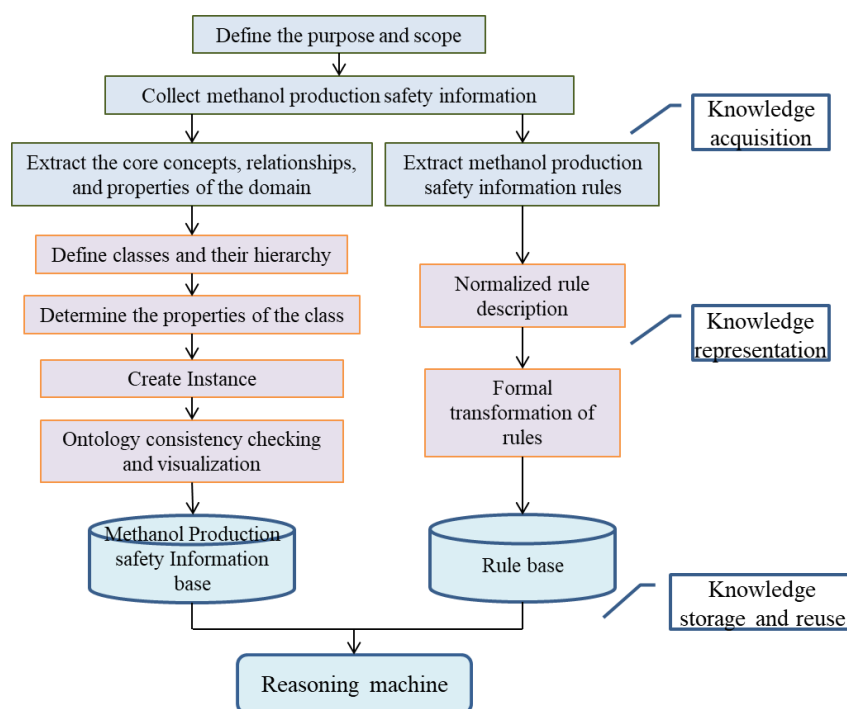 Define the purpose and scope
Collect methanol production safety information
Knowledge
acquisition
Extract the core concepts, relationships,
and properties of the domain
Extract methanol production
safety information rules
Define classes and their hierarchy
Normalized rule
description
Determine the properties of the class
Knowledge
representation
Create Instance
Formal
transformation of
rules
Ontology consistency checking
and visualization
Methanol Production
safety Information
base
Rule base
Knowledge
storage and reuse
Reasoning machine